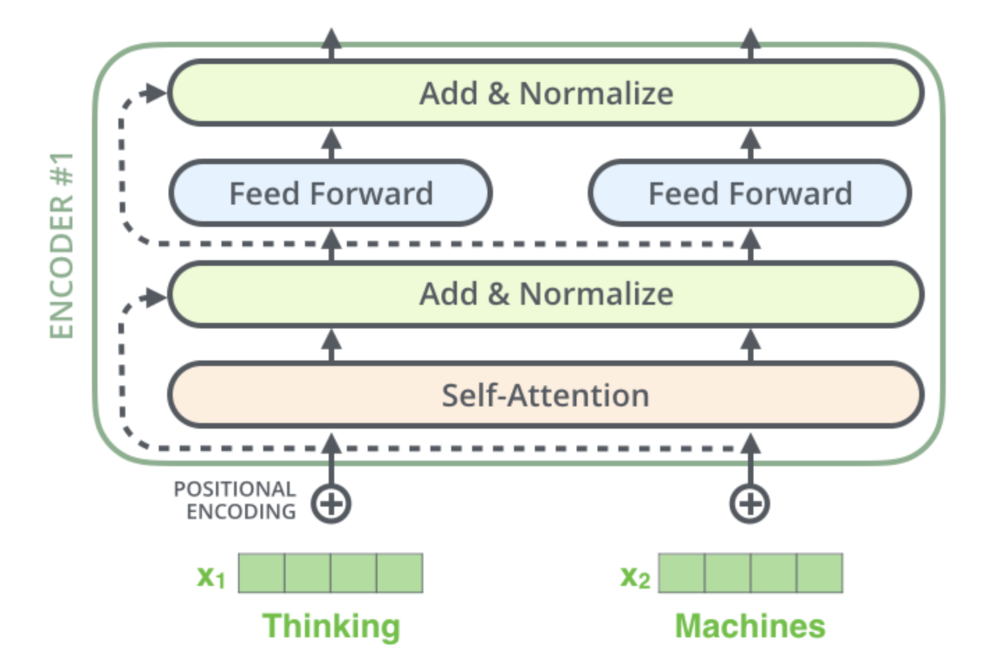 Add & Normalize
Feed Forward
Feed Forward
ENCODER #1
Add & Normalize
Self-Attention
POSITIONAL
ENCODING
x₁
x₂
Thinking
Machines